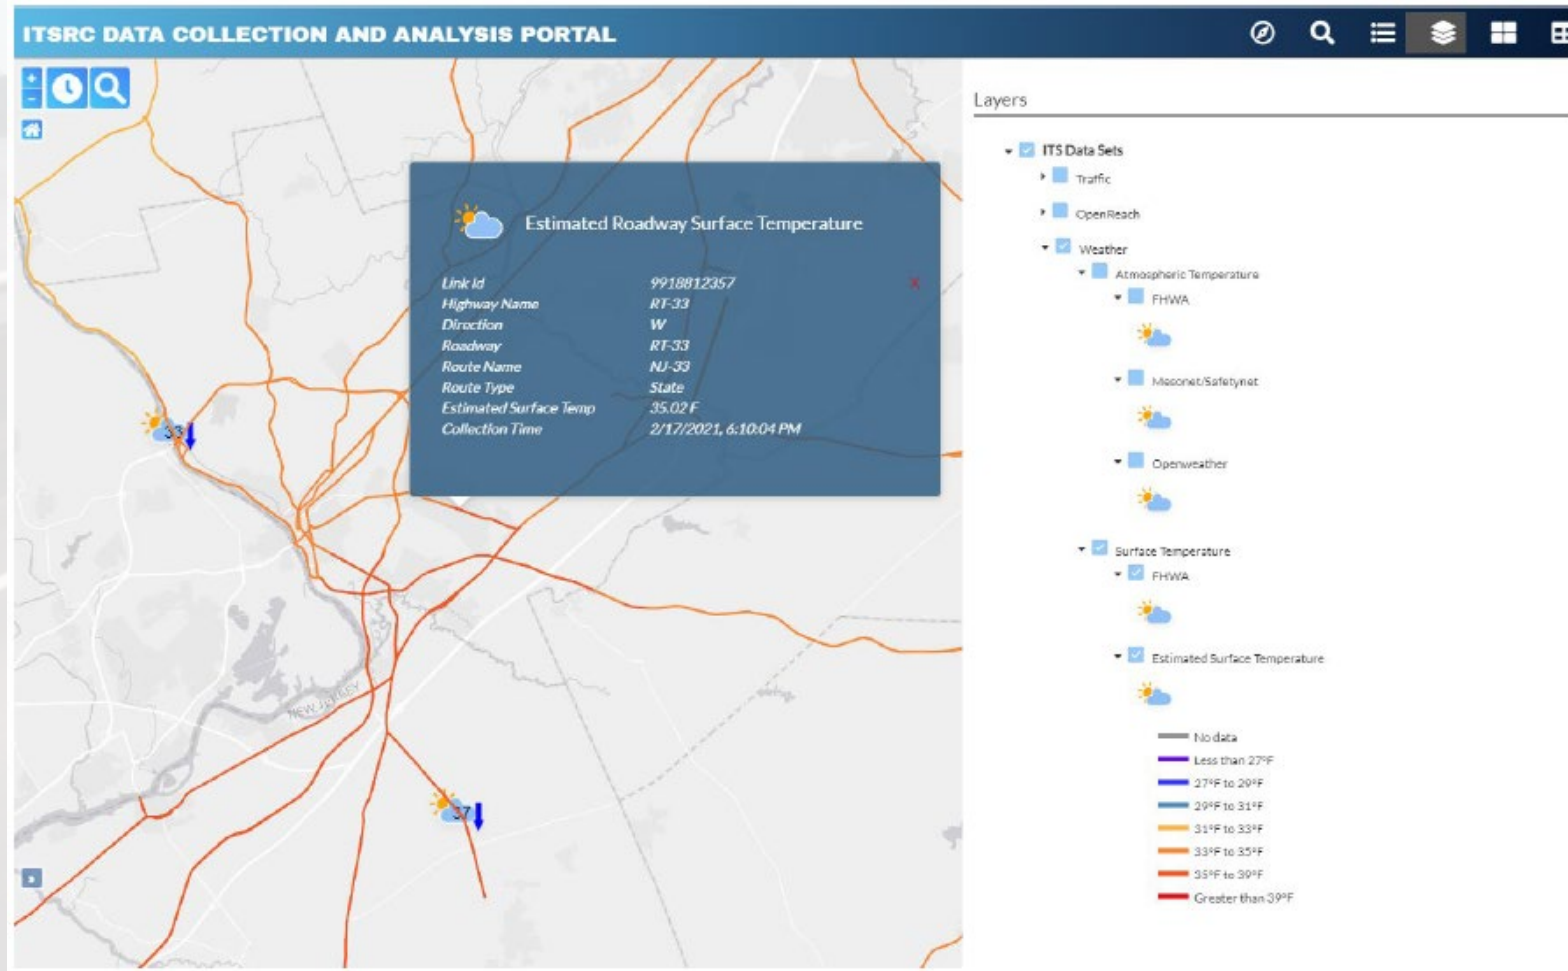 ITSRC DATA COLLECTION AND ANALYSIS PORTAL
+
-
Estimated Roadway Surface Temperature
X
Link Id 9918812357
Highway Name RT-33
Direction W
Roadway RT-33
Route Name NJ-33
Route Type State
Estimated Surface Temp 35.02 F
Collection Time 2/17/2021, 6:10:04 PM
33
NEW JERSEY
37
Layers
ITS Data Sets
Traffic
OpenReach
Weather
Atmospheric Temperature
FHWA
Mesonet/Safetynet
Openweather
Surface Temperature
FHWA
Estimated Surface Temperature
No data
Less than 27°F
27°F to 29°F
29°F to 31°F
31°F to 33°F
33°F to 35°F
35°F to 39°F
Greater than 39°F